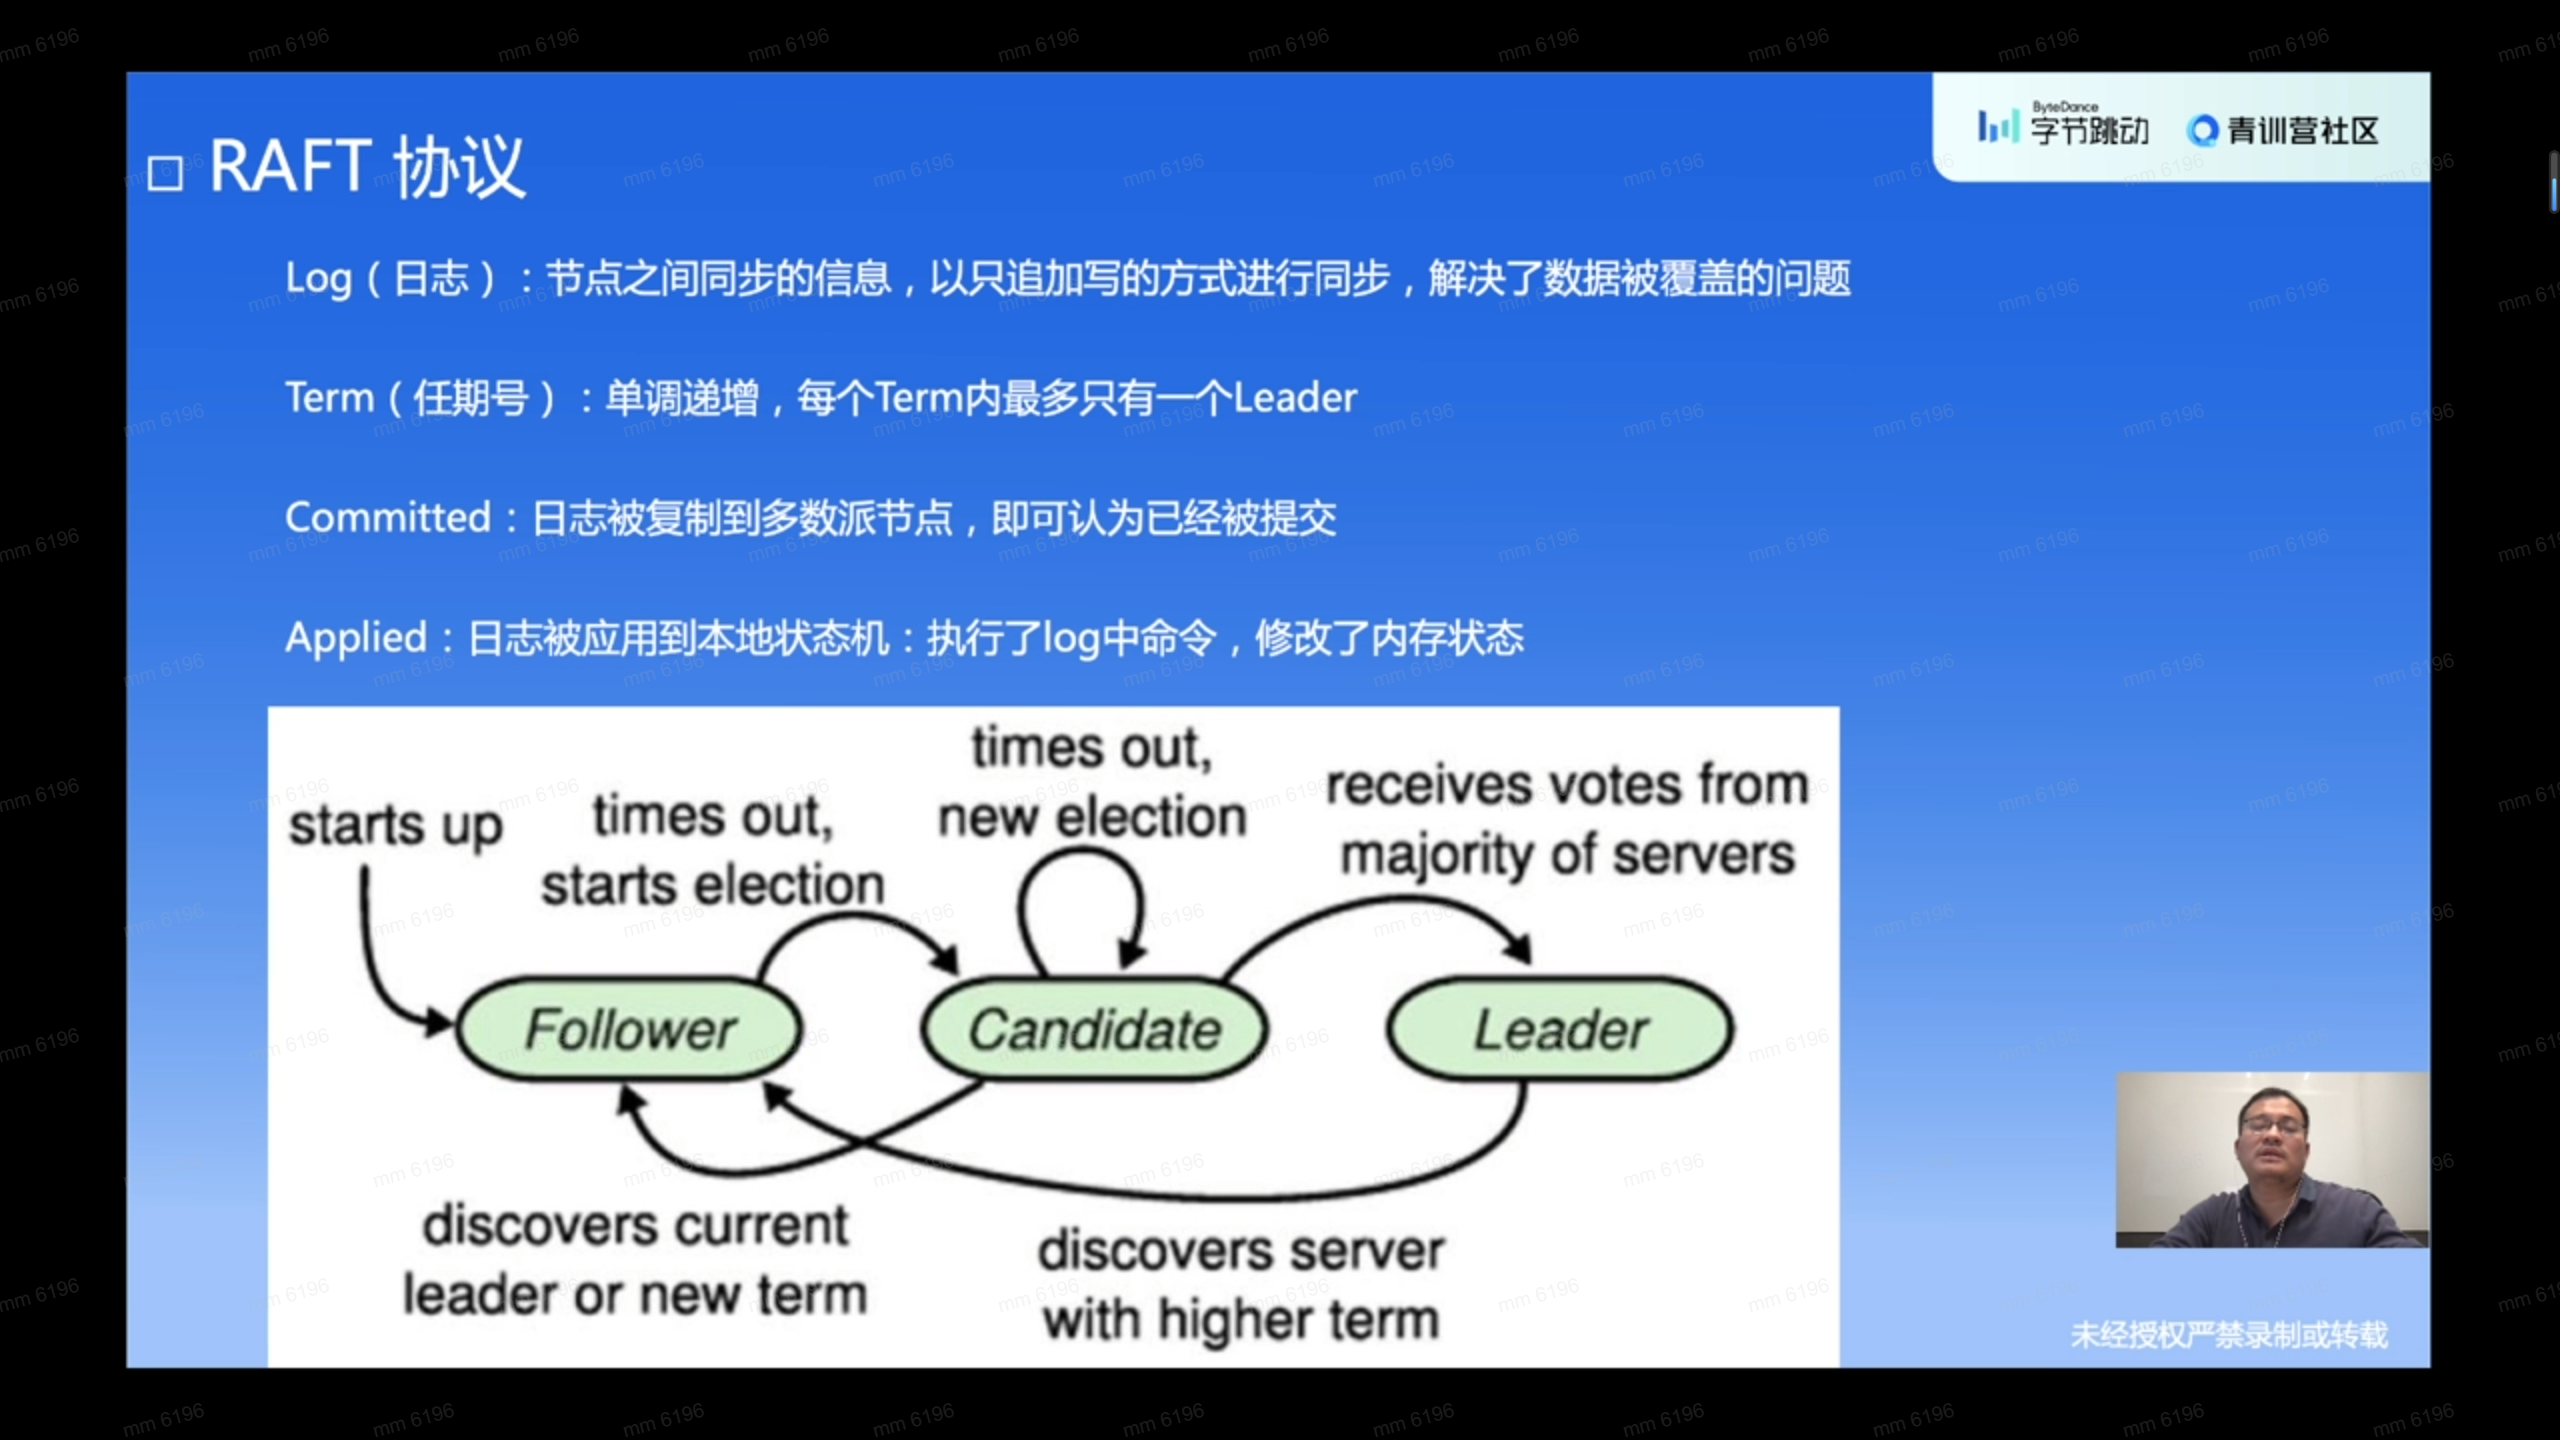 ByteDance
字节跳动
青训营社区
RAFT 协议
Log（日志）：节点之间同步的信息，以只追加写的方式进行同步，解决了数据被覆盖的问题
Term（任期号）：单调递增，每个Term内最多只有一个Leader
Committed：日志被复制到多数派节点，即可认为已经被提交
Applied：日志被应用到本地状态机：执行了log中命令，修改了内存状态
starts up
times out,
starts election
times out,
new election
receives votes from
majority of servers
Follower
Candidate
Leader
discovers current
leader or new term
discovers server
with higher term
未经授权严禁录制或转载
mm 6196